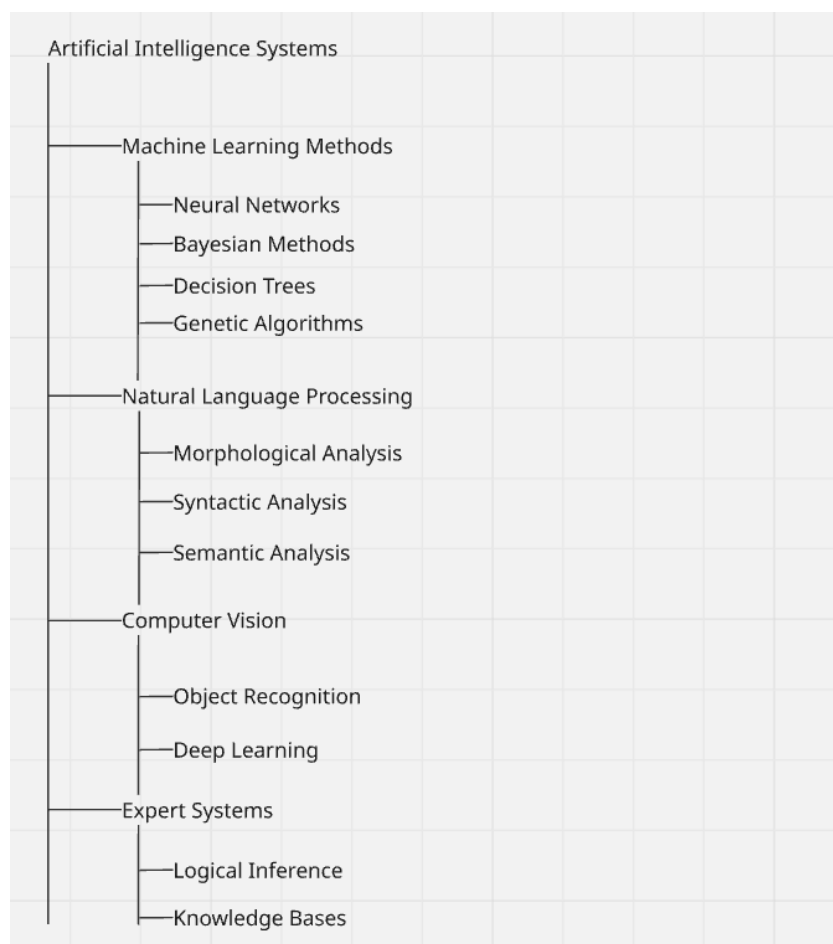 Artificial Intelligence Systems
Machine Learning Methods
Neural Networks
Bayesian Methods
Decision Trees
Genetic Algorithms
Natural Language Processing
Morphological Analysis
Syntactic Analysis
Semantic Analysis
Computer Vision
Object Recognition
Deep Learning
Expert Systems
Logical Inference
Knowledge Bases